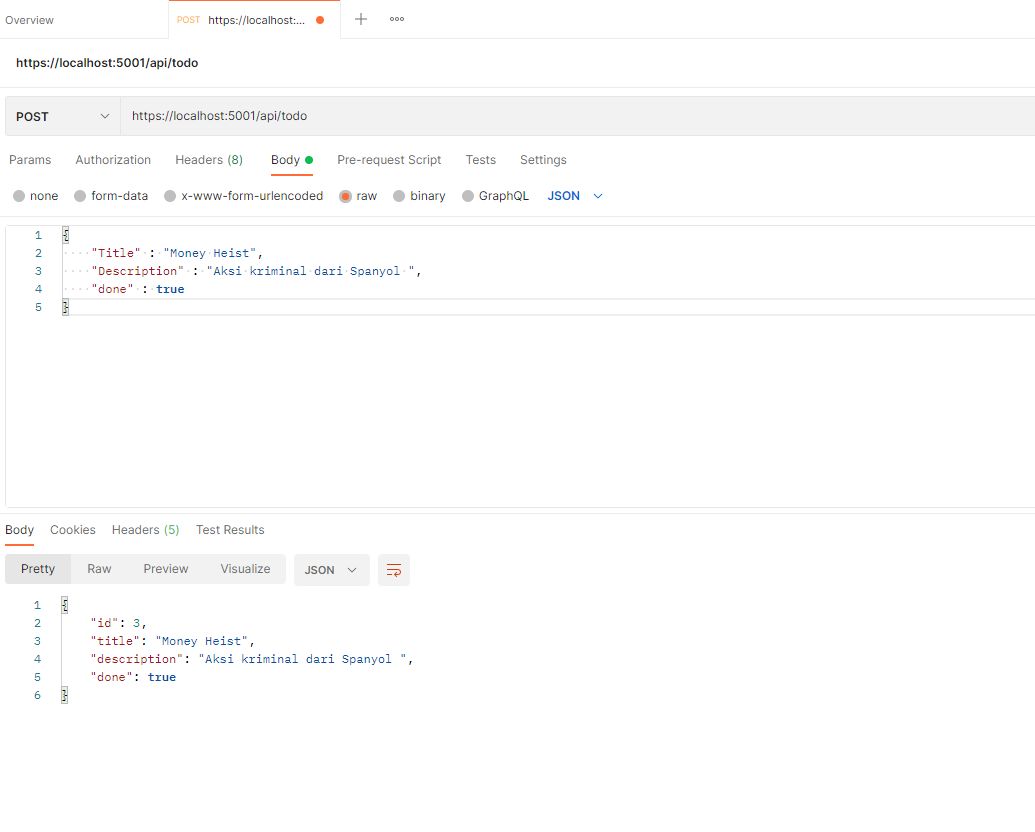 Overview POST https://localhost:... + ooo
https://localhost:5001/api/todo
POST https://localhost:5001/api/todo
Params Authorization Headers (8) Body Pre-request Script Tests Settings
none form-data x-www-form-urlencoded raw binary GraphQL JSON
1 {
2 ····"Title"·:·"Money·Heist",
3 ····"Description"·:·"Aksi·kriminal·dari·Spanyol·",
4 ····"done"·:·true
5 }
Body Cookies Headers (5) Test Results
Pretty Raw Preview Visualize JSON
1 {
2 "id": 3,
3 "title": "Money Heist",
4 "description": "Aksi kriminal dari Spanyol ",
5 "done": true
6 }